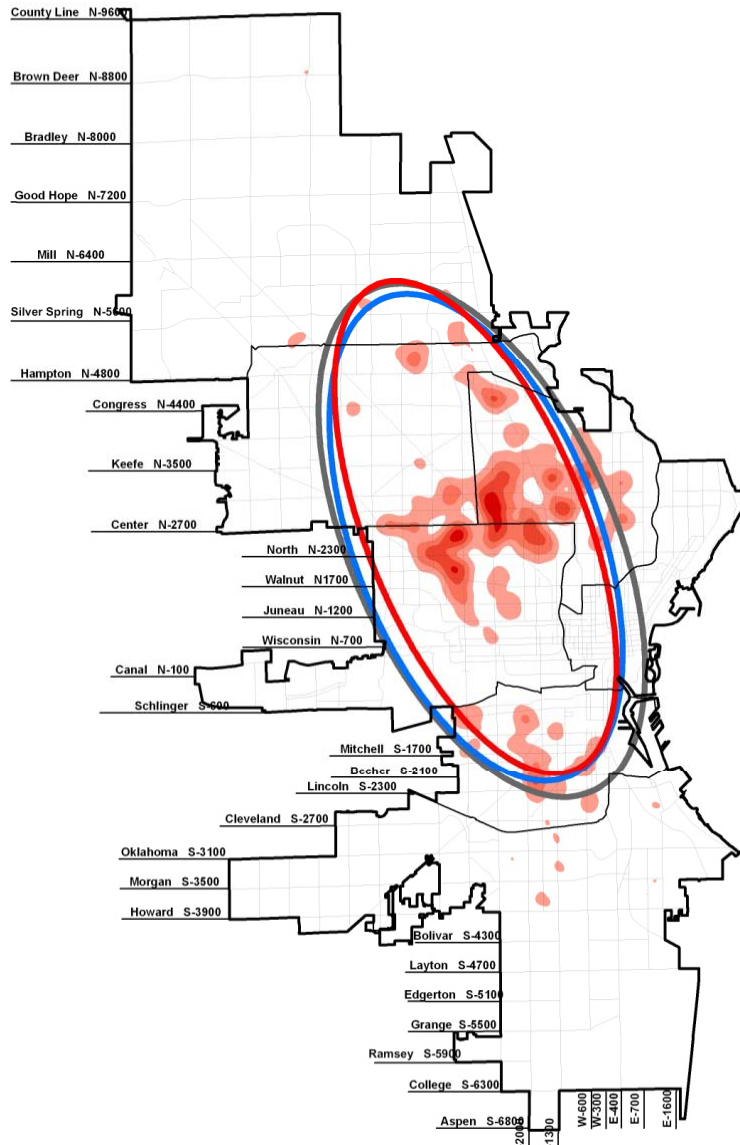 County Line N-9600
Brown Deer N-8800
Bradley N-8000
Good Hope N-7200
Mill N-6400
Silver Spring N-5600
Hampton N-4800
Congress N-4400
Keefe N-3500
Center N-2700
North N-2300
Walnut N1700
Juneau N-1200
Wisconsin N-700
Canal N-100
Schlinger S-600
Mitchell S-1700
Becher S-2100
Lincoln S-2300
Cleveland S-2700
Oklahoma S-3100
Morgan S-3500
Howard S-3900
Bolivar S-4300
Layton S-4700
Edgerton S-5100
Grange S-5500
Ramsey S-5900
College S-6300
Aspen S-6800
2000
1300
W-600
W-300
E-400
E-700
E-1600